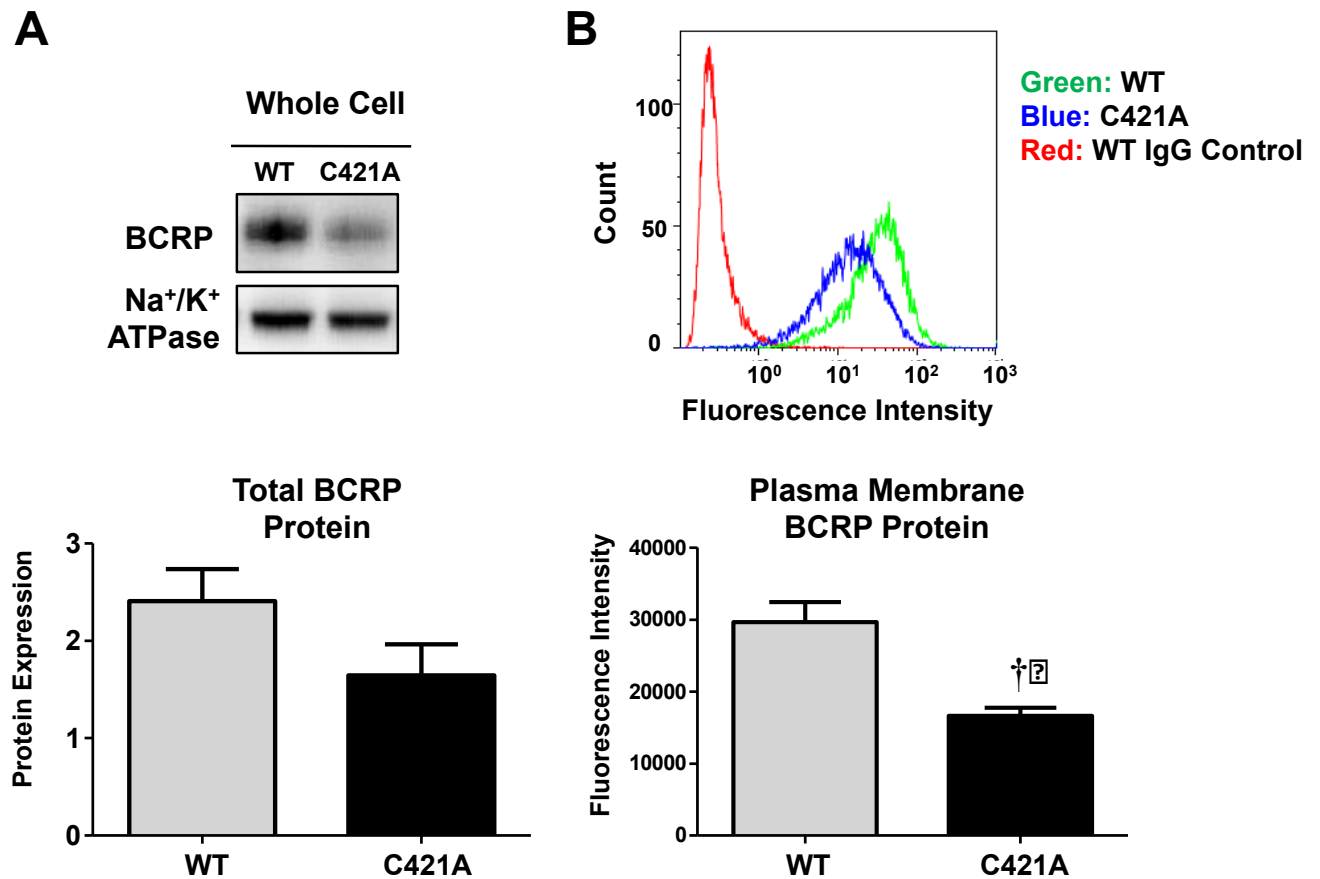 A
Whole Cell
WT C421A
BCRP
Na⁺/K⁺
ATPase
B
100
50
0
Count
10⁰ 10¹ 10² 10³
Fluorescence Intensity
Green: WT
Blue: C421A
Red: WT IgG Control
Total BCRP
Protein
Protein Expression
3
2
1
0
WT C421A
Plasma Membrane
BCRP Protein
Fluorescence Intensity
40000
30000
20000
10000
0
†
WT C421A